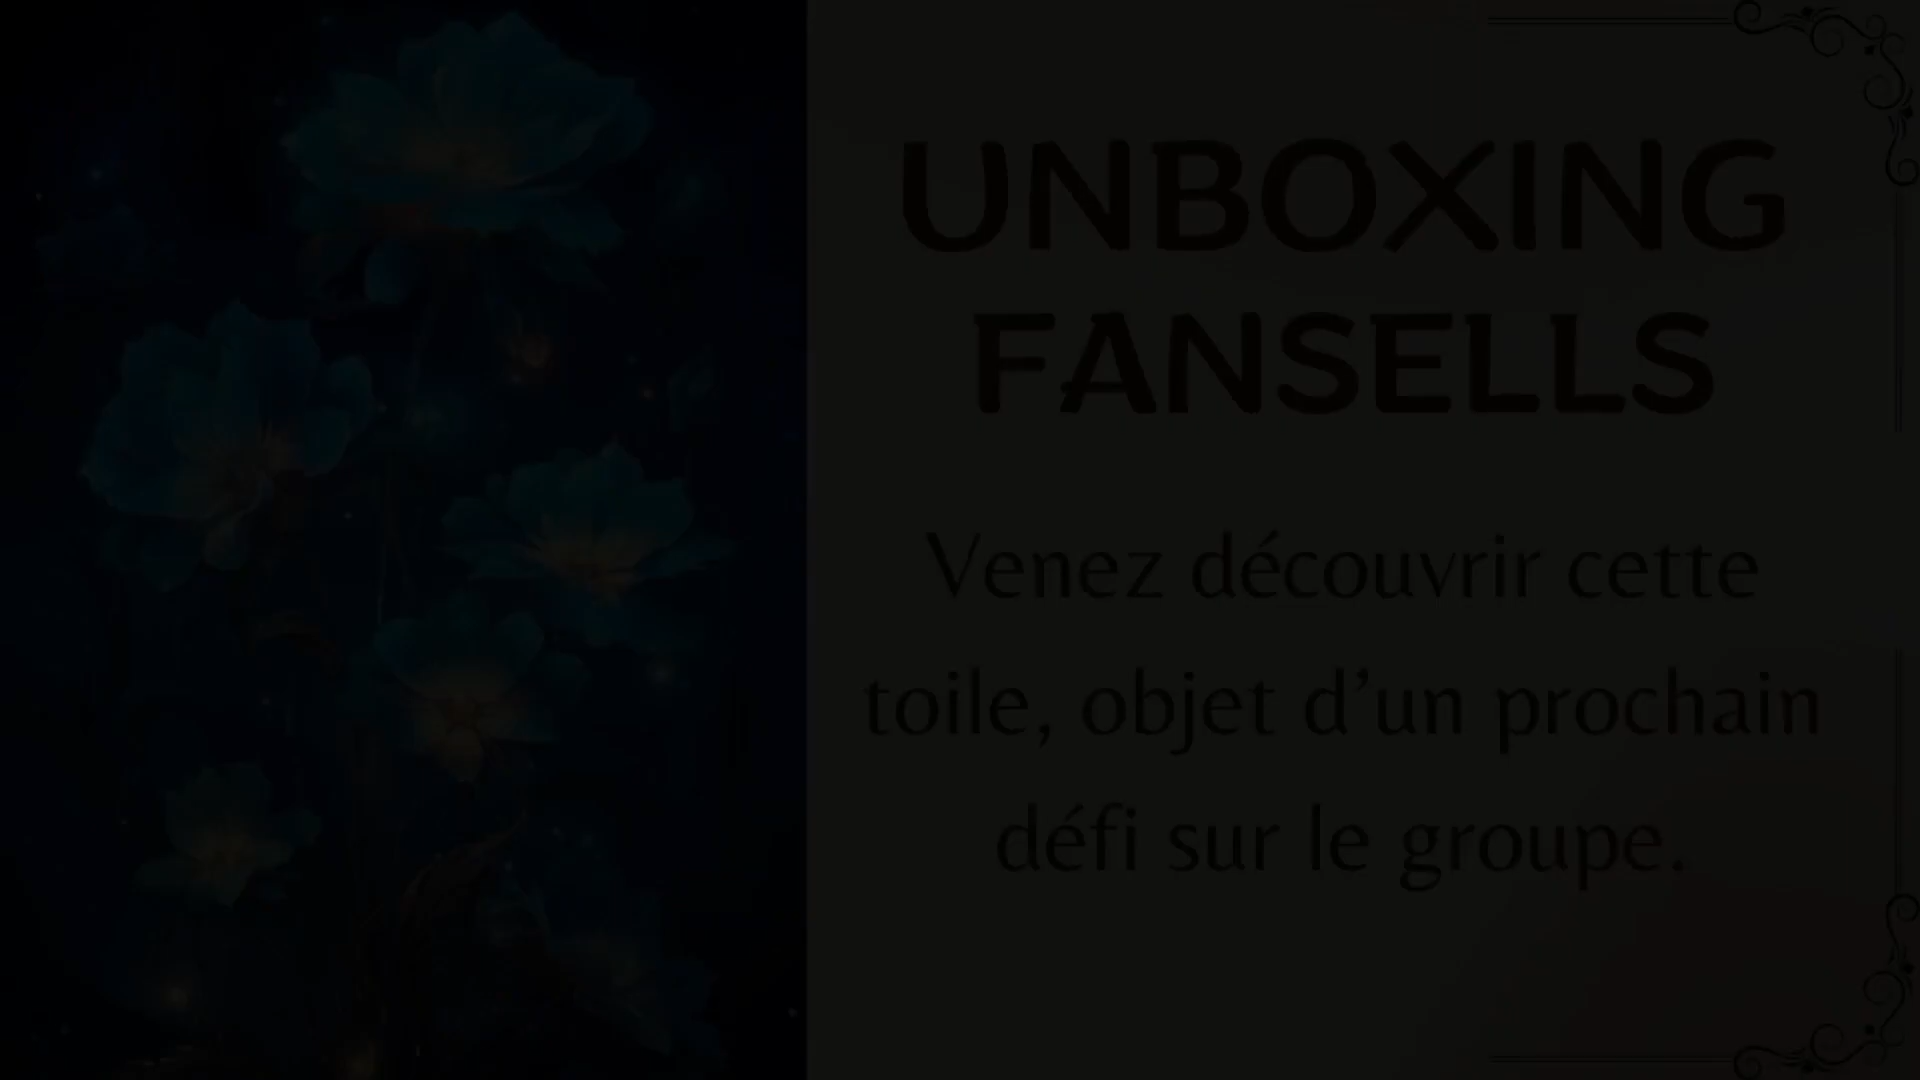 UNBOXING
FANSELLS
Venez découvrir cette
toile, objet d’un prochain
défi sur le groupe.